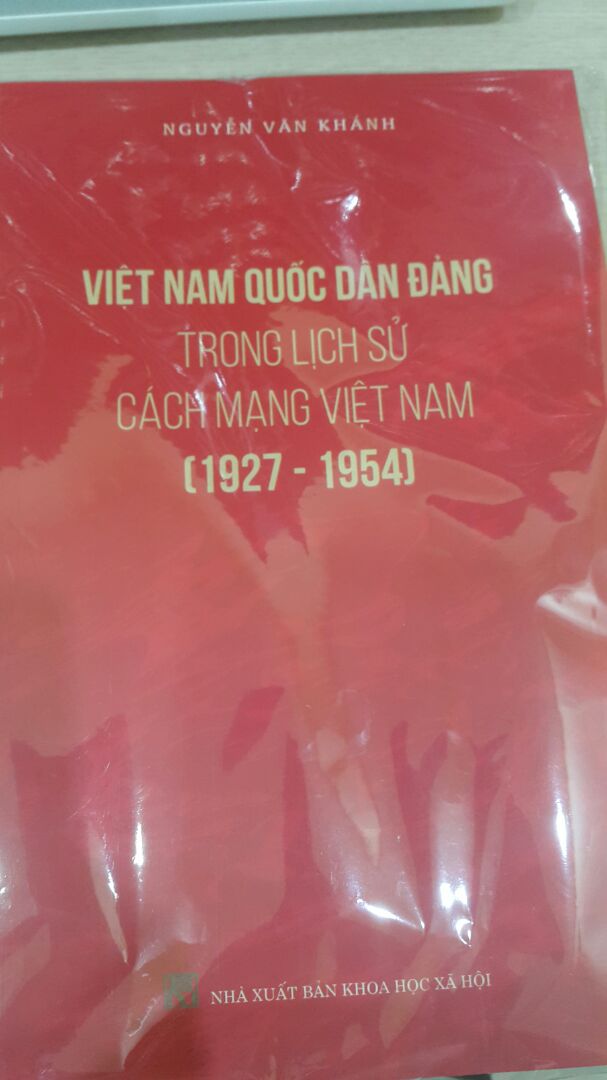 NGUYỄN VĂN KHÁNH
VIỆT NAM QUỐC DÂN ĐẢNG
TRONG LỊCH SỬ
CÁCH MẠNG VIỆT NAM
(1927 - 1954)
NHÀ XUẤT BẢN KHOA HỌC XÃ HỘI